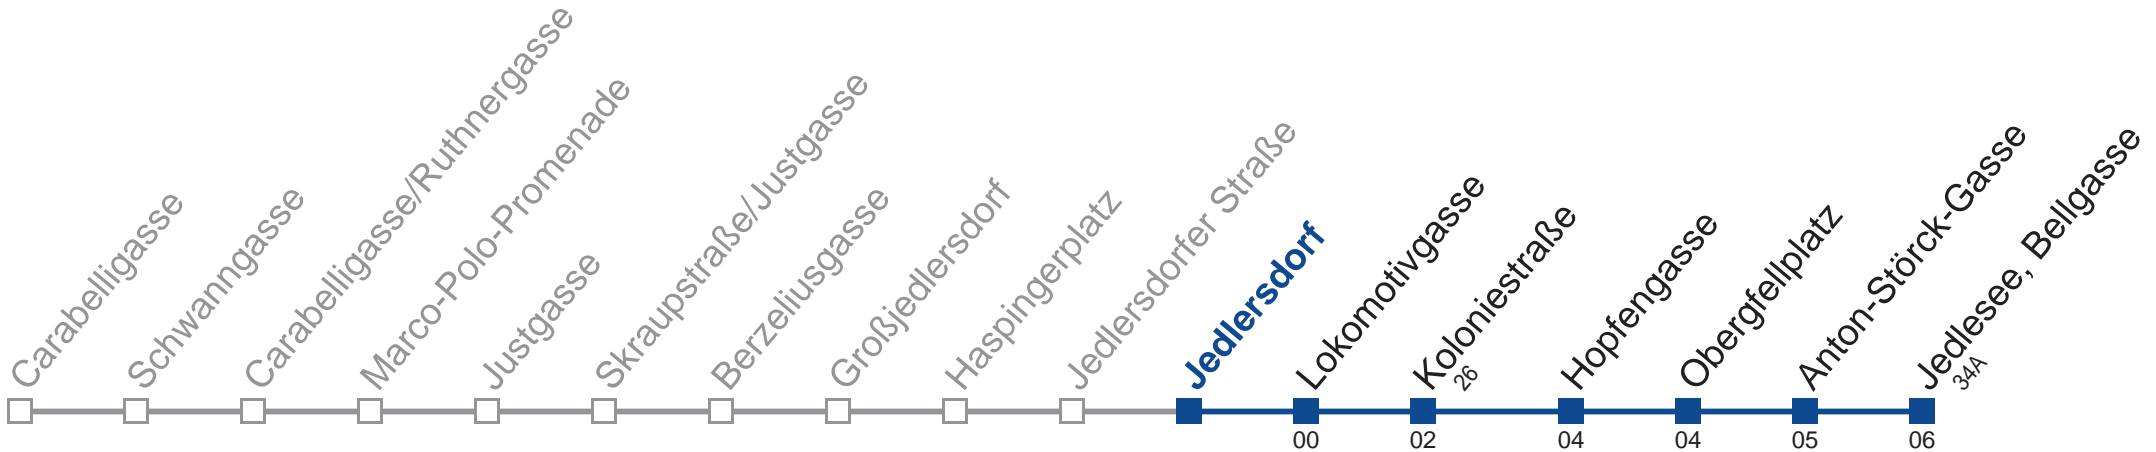 Carabelligasse
Schwanngasse
Carabelligasse/Ruthnergasse
Marco-Polo-Promenade
Justgasse
Skraupstraße/Justgasse
Berzeliusgasse
Großjedlersdorf
Haspingerplatz
Jedlersdorfer Straße
Jedlersdorf
Lokomotivgasse
Koloniestraße
26
Hopfengasse
Obergfellplatz
Anton-Störck-Gasse
Jedlesee, Bellgasse
34A
00 02 04 04 05 06